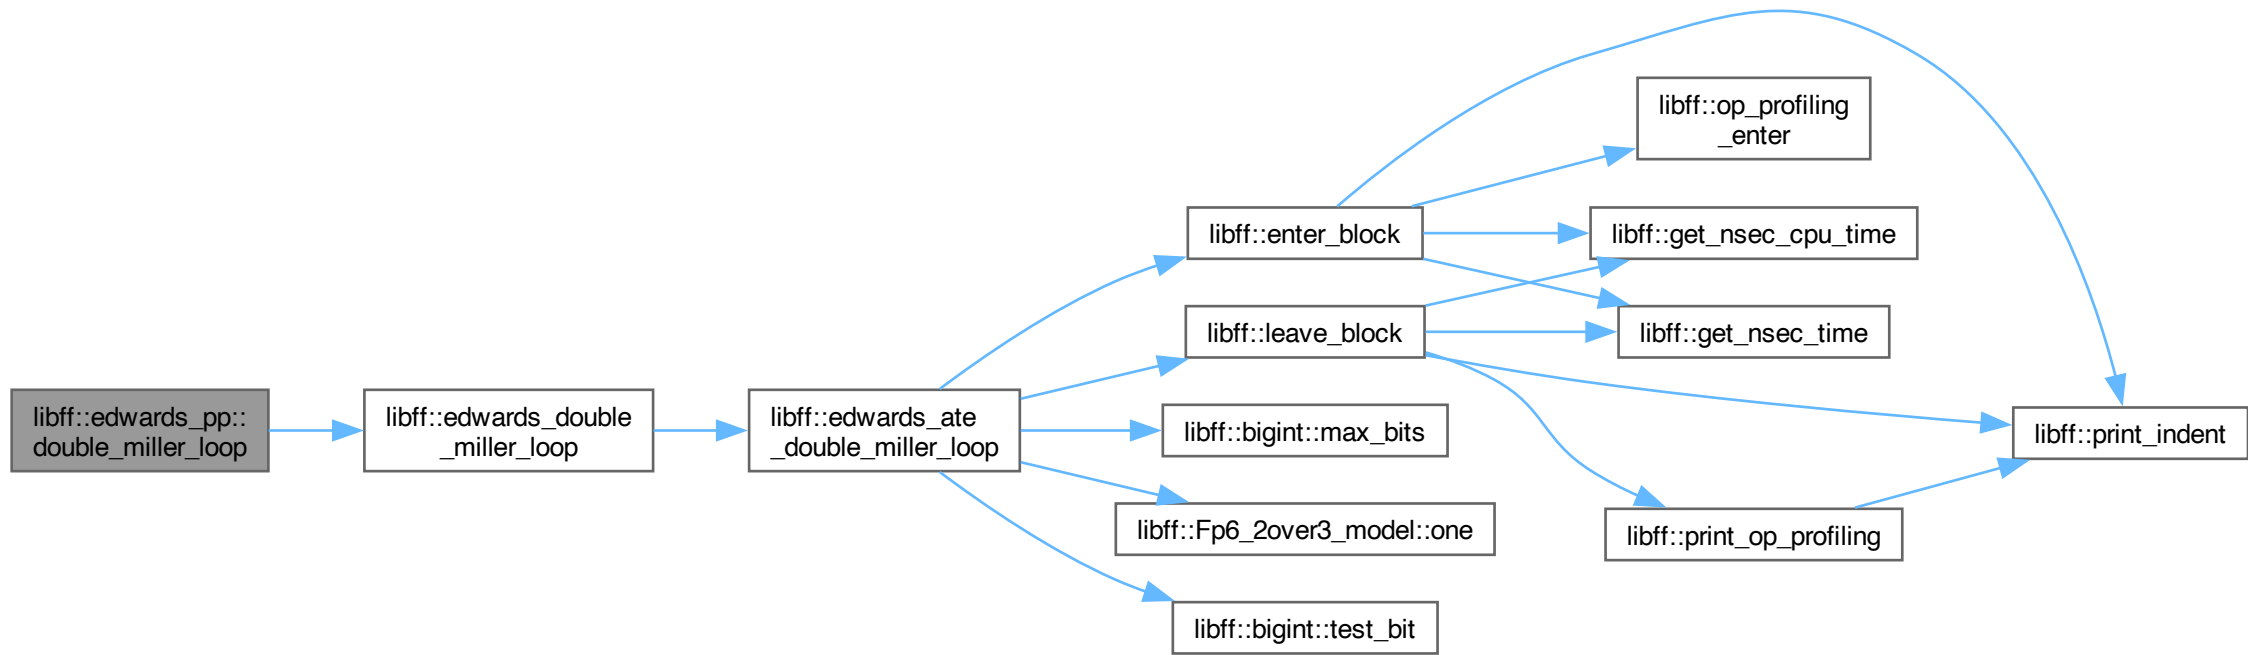 libff::edwards_pp::
double_miller_loop
libff::edwards_double
_miller_loop
libff::edwards_ate
_double_miller_loop
libff::enter_block
libff::leave_block
libff::bigint::max_bits
libff::Fp6_2over3_model::one
libff::bigint::test_bit
libff::op_profiling
_enter
libff::get_nsec_cpu_time
libff::get_nsec_time
libff::print_op_profiling
libff::print_indent